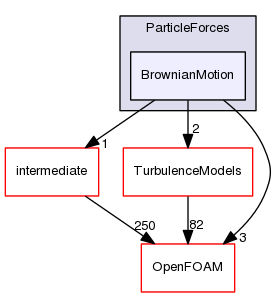 ParticleForces
BrownianMotion
1
2
intermediate
TurbulenceModels
250
82
3
OpenFOAM